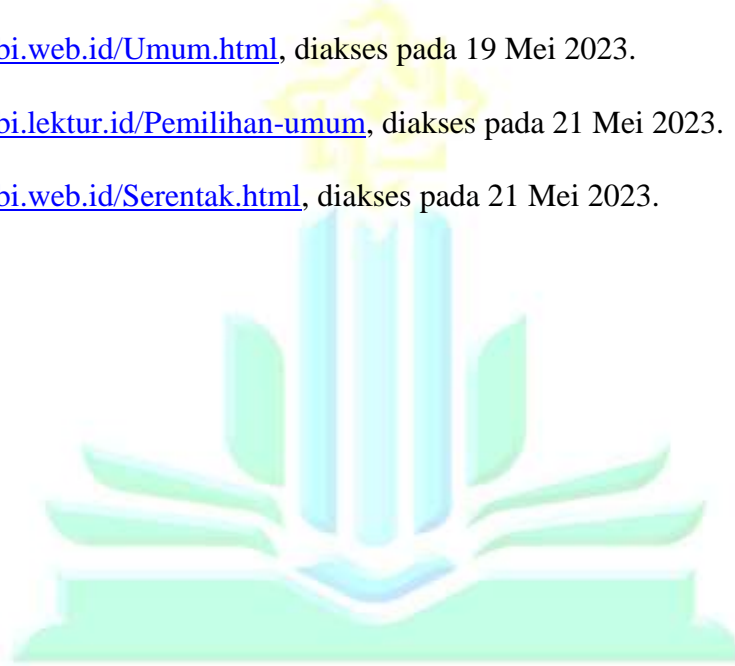 bi.web.id/Umum.html, diakses pada 19 Mei 2023.
bi.lektur.id/Pemilihan-umum, diakses pada 21 Mei 2023.
bi.web.id/Serentak.html, diakses pada 21 Mei 2023.